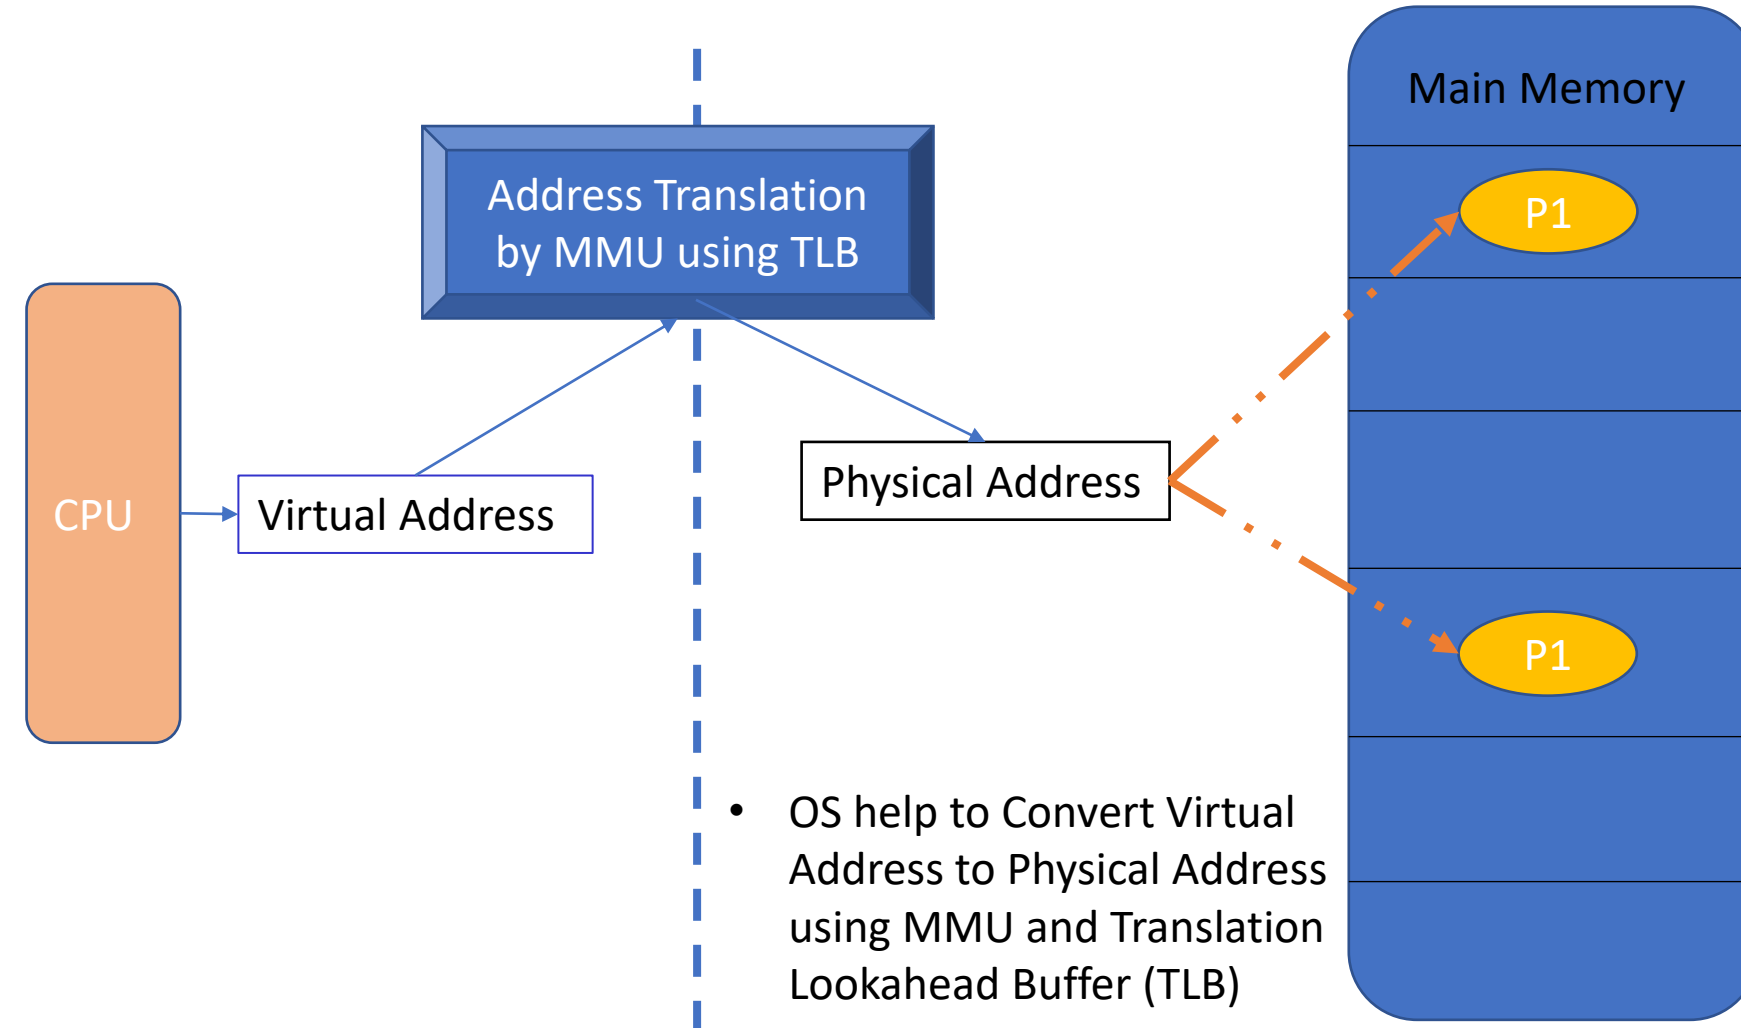 Main Memory
Address Translation
by MMU using TLB
P1
CPU
Virtual Address
Physical Address
P1
• OS help to Convert Virtual
Address to Physical Address
using MMU and Translation
Lookahead Buffer (TLB)